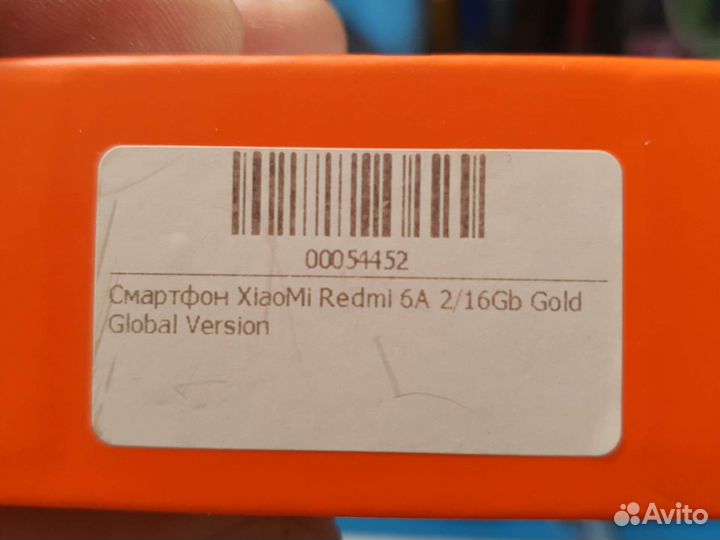 00054452
Смартфон XiaoMi Redmi 6A 2/16Gb Gold
Global Version
Avito